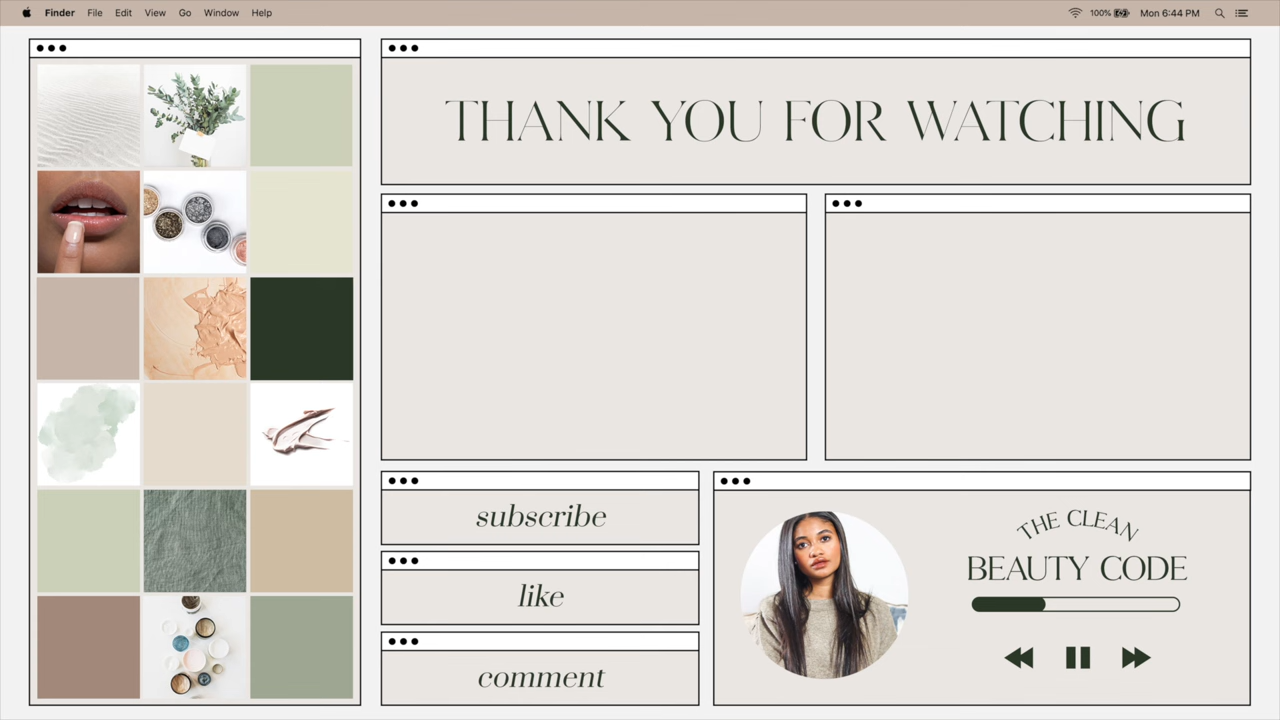 Finder File Edit View Go Window Help 100% Mon 6:44 PM
THANK YOU FOR WATCHING
subscribe
like
comment
THE CLEAN
BEAUTY CODE